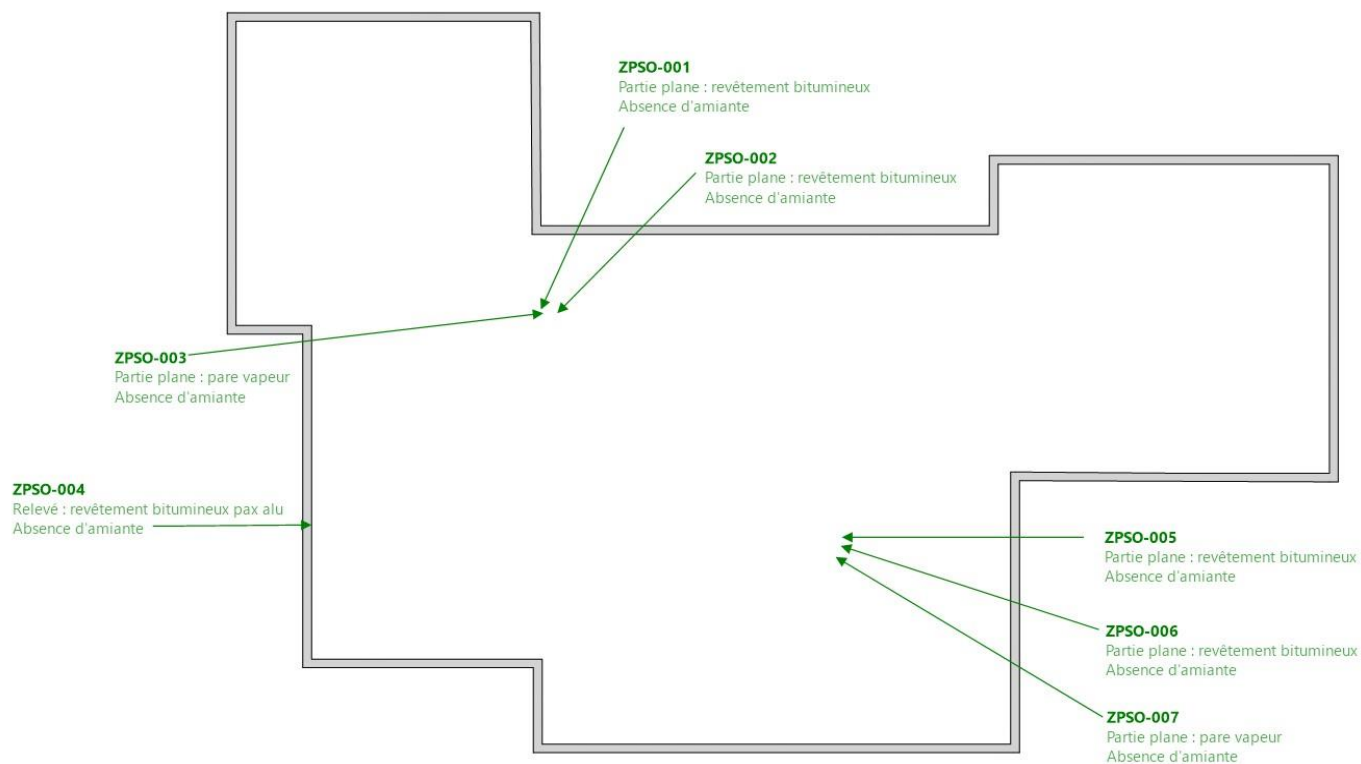 ZPSO-001
Partie plane : revêtement bitumineux
Absence d'amiante
ZPSO-002
Partie plane : revêtement bitumineux
Absence d'amiante
ZPSO-003
Partie plane : pare vapeur
Absence d'amiante
ZPSO-004
Relevé : revêtement bitumineux pax alu
Absence d'amiante
ZPSO-005
Partie plane : revêtement bitumineux
Absence d'amiante
ZPSO-006
Partie plane : revêtement bitumineux
Absence d'amiante
ZPSO-007
Partie plane : pare vapeur
Absence d'amiante